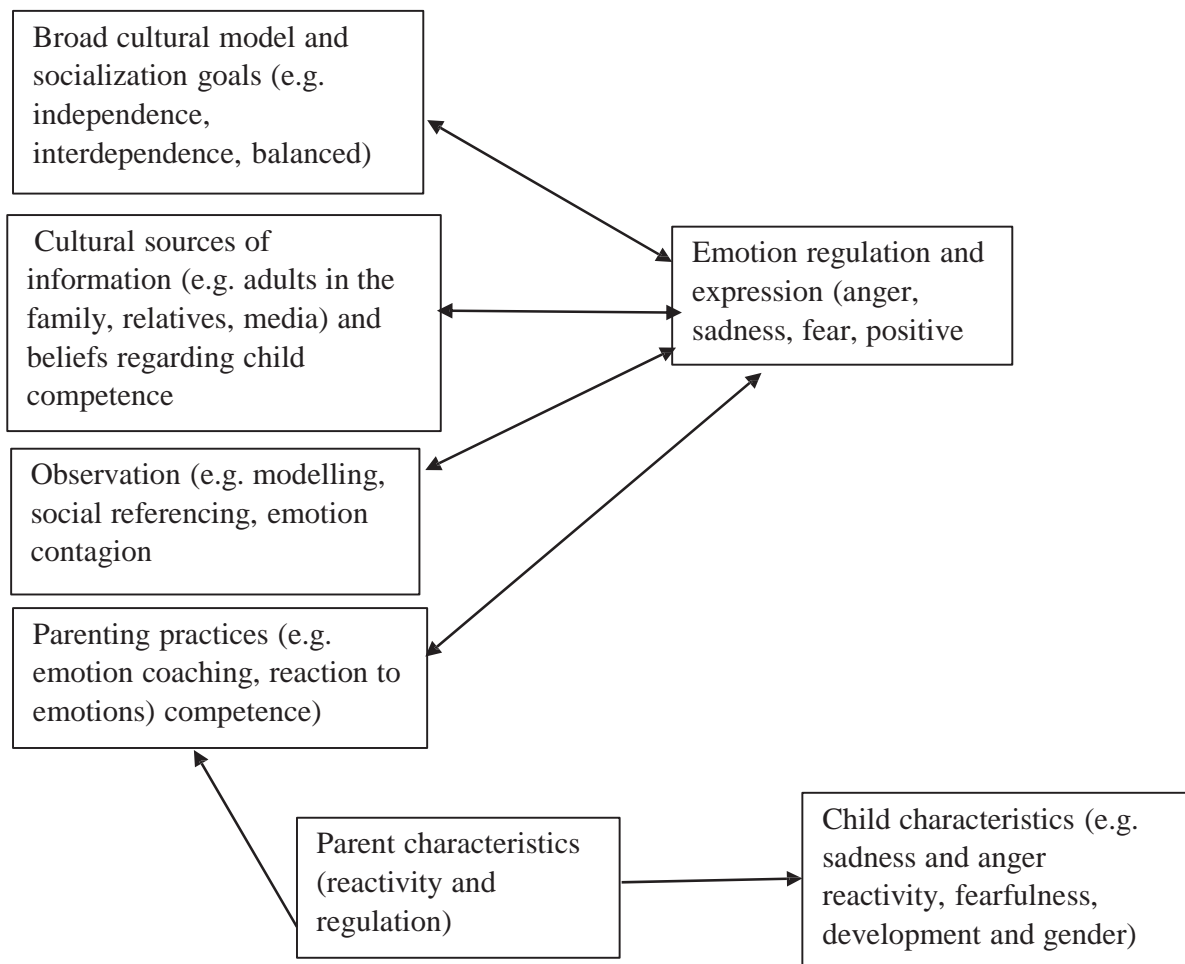 Broad cultural model and
socialization goals (e.g.
independence,
interdependence, balanced)
Cultural sources of
information (e.g. adults in the
family, relatives, media) and
beliefs regarding child
competence
Emotion regulation and
expression (anger,
sadness, fear, positive
Observation (e.g. modelling,
social referencing, emotion
contagion
Parenting practices (e.g.
emotion coaching, reaction to
emotions) competence)
Parent characteristics
(reactivity and
regulation)
Child characteristics (e.g.
sadness and anger
reactivity, fearfulness,
development and gender)